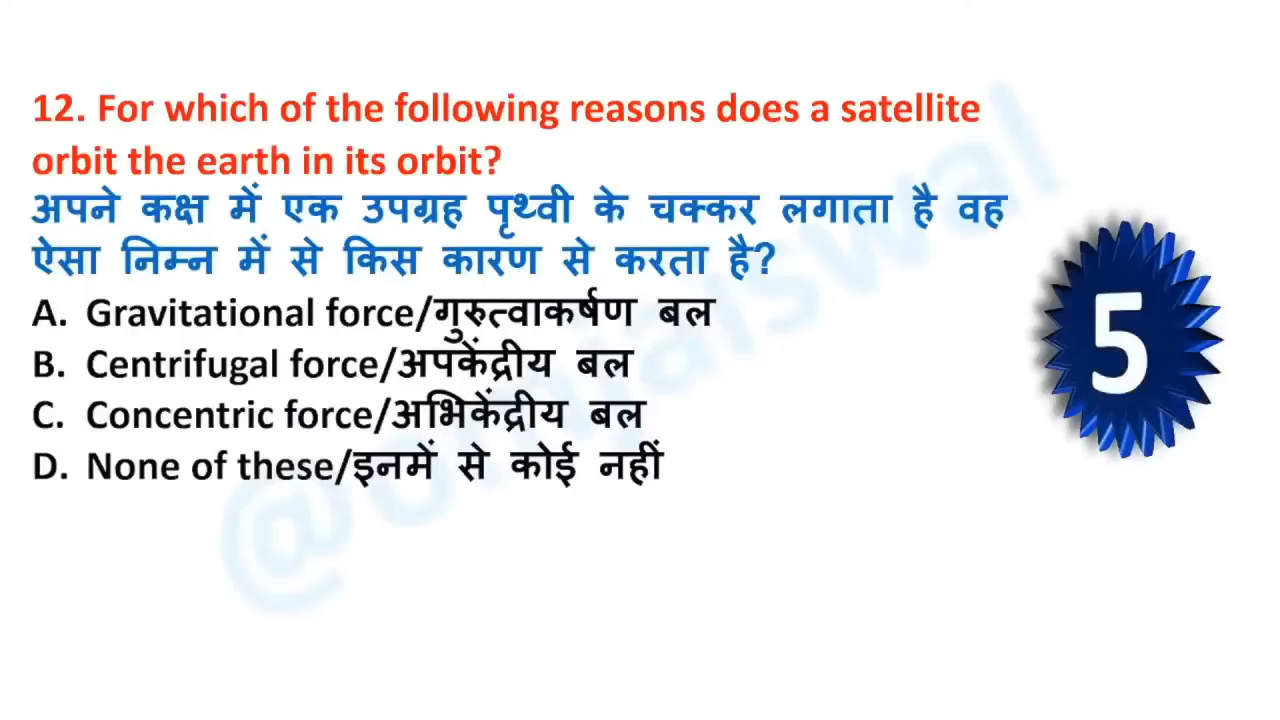 12. For which of the following reasons does a satellite
orbit the earth in its orbit?
अपने कक्ष में एक उपग्रह पृथ्वी के चक्कर लगाता है वह
ऐसा निम्न में से किस कारण से करता है?
A. Gravitational force/गुरुत्वाकर्षण बल
B. Centrifugal force/अपकेंद्रीय बल
C. Concentric force/अभिकेंद्रीय बल
D. None of these/इनमें से कोई नहीं
5